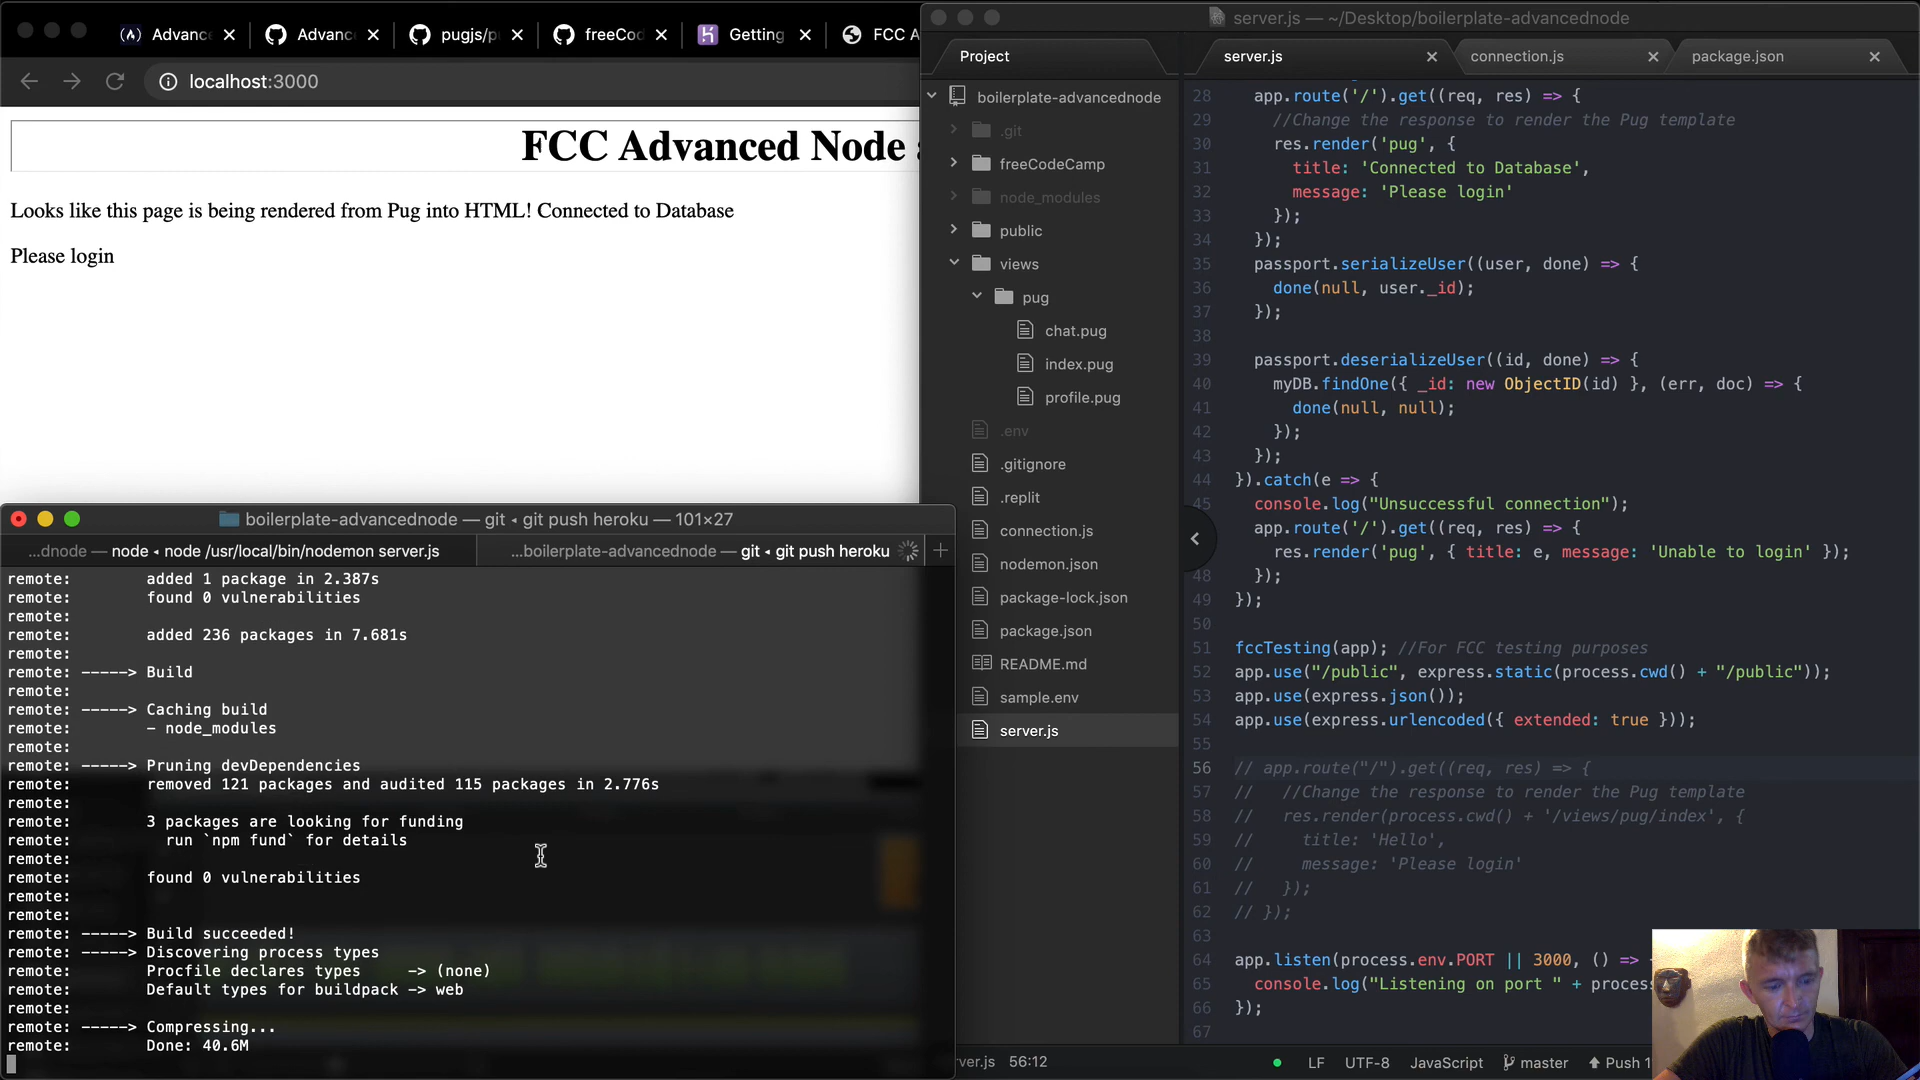 Advanc
Advanc
pugjs/p
freeCod
Getting
FCC A
localhost:3000
FCC Advanced Node
Looks like this page is being rendered from Pug into HTML! Connected to Database
Please login
boilerplate-advancednode — git ◂ git push heroku — 101×27
...dnode — node ◂ node /usr/local/bin/nodemon server.js
...boilerplate-advancednode — git ◂ git push heroku
remote:        added 1 package in 2.387s
remote:        found 0 vulnerabilities
remote:
remote:        added 236 packages in 7.681s
remote:
remote: -----> Build
remote:
remote: -----> Caching build
remote:        - node_modules
remote:
remote: -----> Pruning devDependencies
remote:        removed 121 packages and audited 115 packages in 2.776s
remote:
remote:        3 packages are looking for funding
remote:          run `npm fund` for details
remote:
remote:        found 0 vulnerabilities
remote:
remote:
remote: -----> Build succeeded!
remote: -----> Discovering process types
remote:        Procfile declares types     -> (none)
remote:        Default types for buildpack -> web
remote:
remote: -----> Compressing...
remote:        Done: 40.6M
server.js — ~/Desktop/boilerplate-advancednode
Project
boilerplate-advancednode
.git
freeCodeCamp
node_modules
public
views
pug
chat.pug
index.pug
profile.pug
.env
.gitignore
.replit
connection.js
nodemon.json
package-lock.json
package.json
README.md
sample.env
server.js
server.js
connection.js
package.json
28   app.route('/').get((req, res) => {
29     //Change the response to render the Pug template
30     res.render('pug', {
31       title: 'Connected to Database',
32       message: 'Please login'
33     });
34   });
35   passport.serializeUser((user, done) => {
36     done(null, user._id);
37   });
38
39   passport.deserializeUser((id, done) => {
40     myDB.findOne({ _id: new ObjectID(id) }, (err, doc) => {
41       done(null, null);
42     });
43   });
44 }).catch(e => {
45   console.log("Unsuccessful connection");
46   app.route('/').get((req, res) => {
res.render('pug', { title: e, message: 'Unable to login' });
48   });
49 });
50
51 fccTesting(app); //For FCC testing purposes
52 app.use("/public", express.static(process.cwd() + "/public"));
53 app.use(express.json());
54 app.use(express.urlencoded({ extended: true }));
55
56 // app.route("/").get((req, res) => {
57 //   //Change the response to render the Pug template
58 //   res.render(process.cwd() + '/views/pug/index', {
59 //     title: 'Hello',
60 //     message: 'Please login'
61 //   });
62 // });
63
64 app.listen(process.env.PORT || 3000, () =>
65   console.log("Listening on port " + proces
66 });
67
rver.js   56:12
LF   UTF-8   JavaScript   master   Push 1